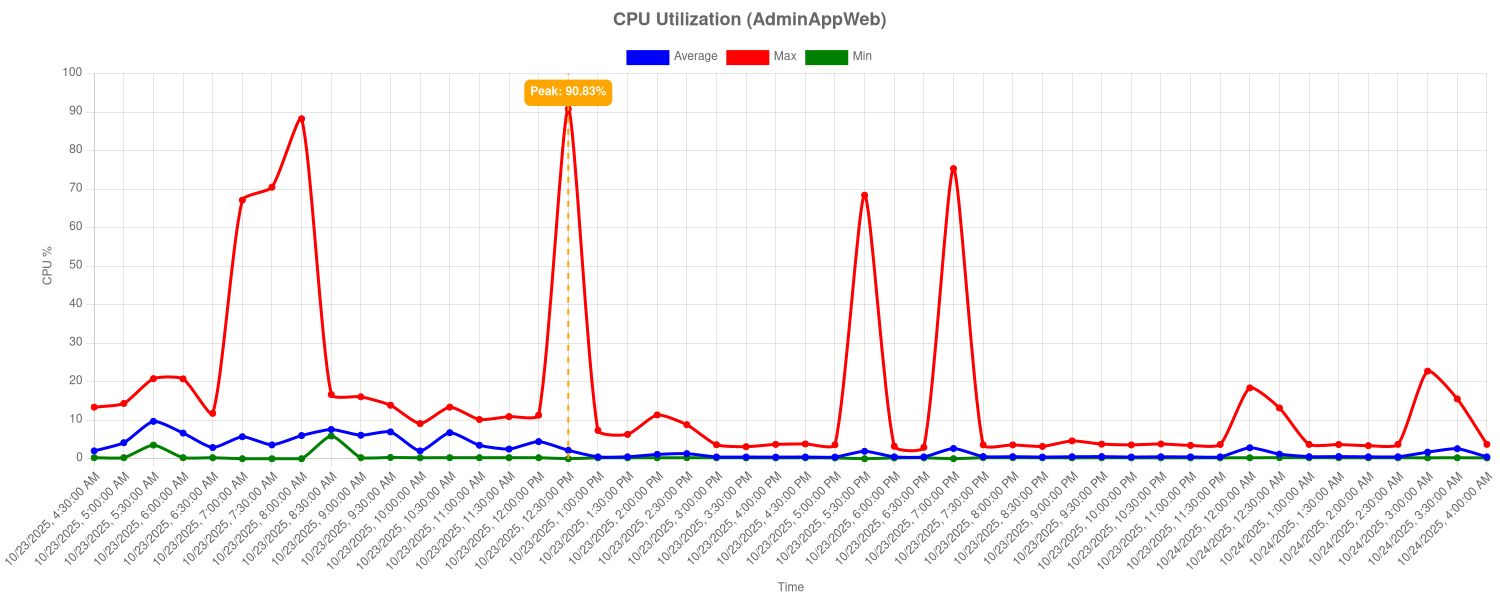 CPU Utilization (AdminAppWeb)
Average Max Min
Peak: 90.83%
100
90
80
70
60
50
40
30
20
10
0
CPU %
10/23/2025, 4:30:00 AM
10/23/2025, 5:00:00 AM
10/23/2025, 5:30:00 AM
10/23/2025, 6:00:00 AM
10/23/2025, 6:30:00 AM
10/23/2025, 7:00:00 AM
10/23/2025, 7:30:00 AM
10/23/2025, 8:00:00 AM
10/23/2025, 8:30:00 AM
10/23/2025, 9:00:00 AM
10/23/2025, 9:30:00 AM
10/23/2025, 10:00:00 AM
10/23/2025, 10:30:00 AM
10/23/2025, 11:00:00 AM
10/23/2025, 11:30:00 AM
10/23/2025, 12:00:00 PM
10/23/2025, 12:30:00 PM
10/23/2025, 1:00:00 PM
10/23/2025, 1:30:00 PM
10/23/2025, 2:00:00 PM
10/23/2025, 2:30:00 PM
10/23/2025, 3:00:00 PM
10/23/2025, 3:30:00 PM
10/23/2025, 4:00:00 PM
10/23/2025, 4:30:00 PM
10/23/2025, 5:00:00 PM
10/23/2025, 5:30:00 PM
10/23/2025, 6:00:00 PM
10/23/2025, 6:30:00 PM
10/23/2025, 7:00:00 PM
10/23/2025, 7:30:00 PM
10/23/2025, 8:00:00 PM
10/23/2025, 8:30:00 PM
10/23/2025, 9:00:00 PM
10/23/2025, 9:30:00 PM
10/23/2025, 10:00:00 PM
10/23/2025, 10:30:00 PM
10/23/2025, 11:00:00 PM
10/23/2025, 11:30:00 PM
10/24/2025, 12:00:00 AM
10/24/2025, 12:30:00 AM
10/24/2025, 1:00:00 AM
10/24/2025, 1:30:00 AM
10/24/2025, 2:00:00 AM
10/24/2025, 2:30:00 AM
10/24/2025, 3:00:00 AM
10/24/2025, 3:30:00 AM
10/24/2025, 4:00:00 AM
Time